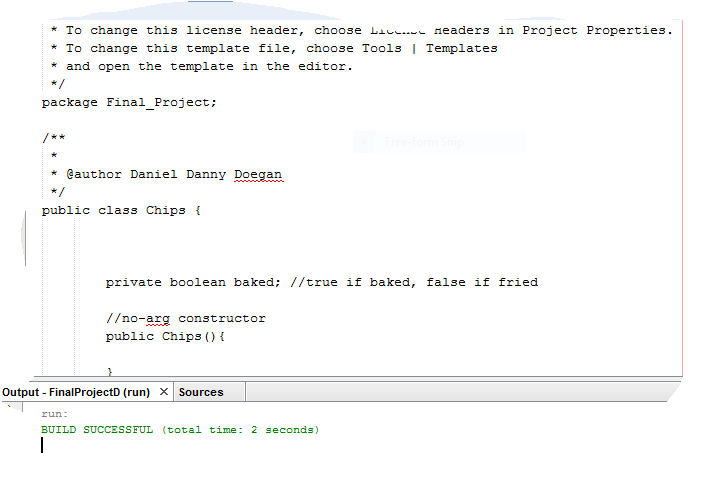 * To change this license header, choose License Headers in Project Properties.
* To change this template file, choose Tools | Templates
* and open the template in the editor.
*/
package Final_Project;
/**
*
* @author Daniel Danny Doegan
*/
public class Chips {
private boolean baked; //true if baked, false if fried
//no-arg constructor
public Chips(){
}
Output - FinalProjectD (run) × Sources
run:
BUILD SUCCESSFUL (total time: 2 seconds)